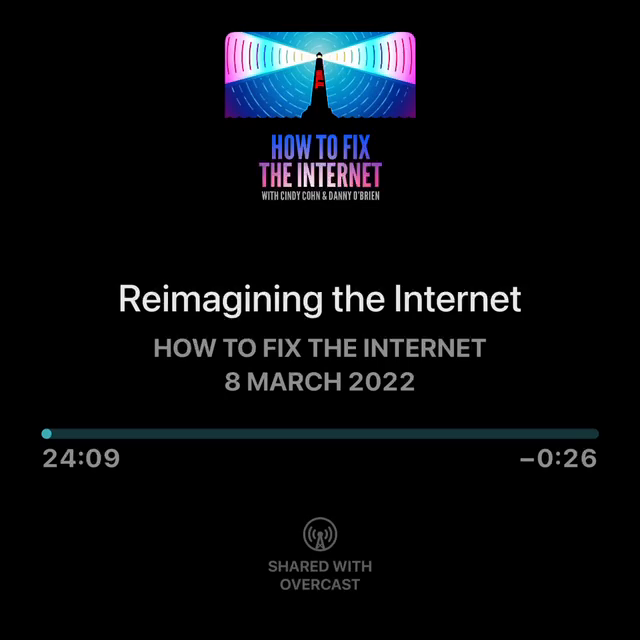 HOW TO FIX
THE INTERNET
WITH CINDY COHN & DANNY O'BRIEN
Reimagining the Internet
HOW TO FIX THE INTERNET
8 MARCH 2022
24:09
−0:26
SHARED WITH
OVERCAST